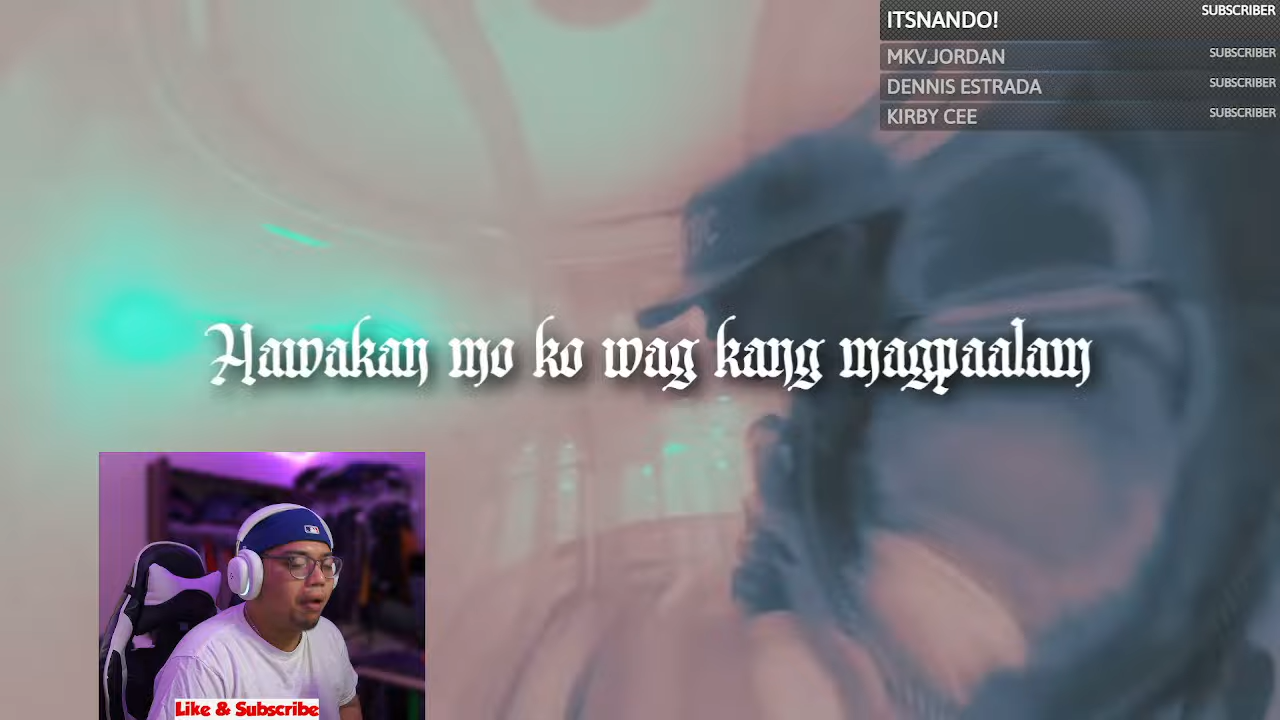 ITSNANDO!
SUBSCRIBER
MKV.JORDAN
SUBSCRIBER
DENNIS ESTRADA
SUBSCRIBER
KIRBY CEE
SUBSCRIBER
Hawakan mo ko wag kang magpaalam
Like & Subscribe